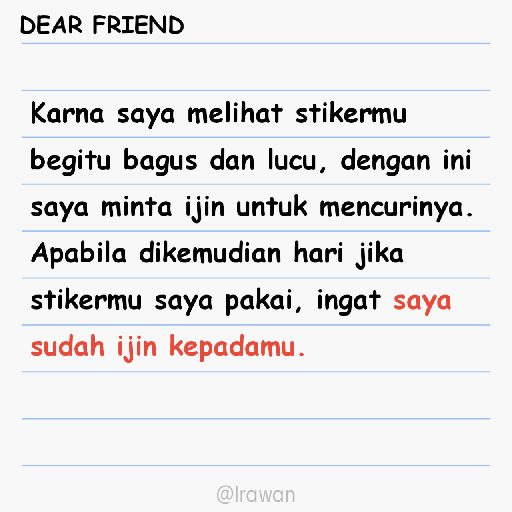 DEAR FRIEND
Karna saya melihat stikermu
begitu bagus dan lucu, dengan ini
saya minta ijin untuk mencurinya.
Apabila dikemudian hari jika
stikermu saya pakai, ingat saya
sudah ijin kepadamu.
@Irawan